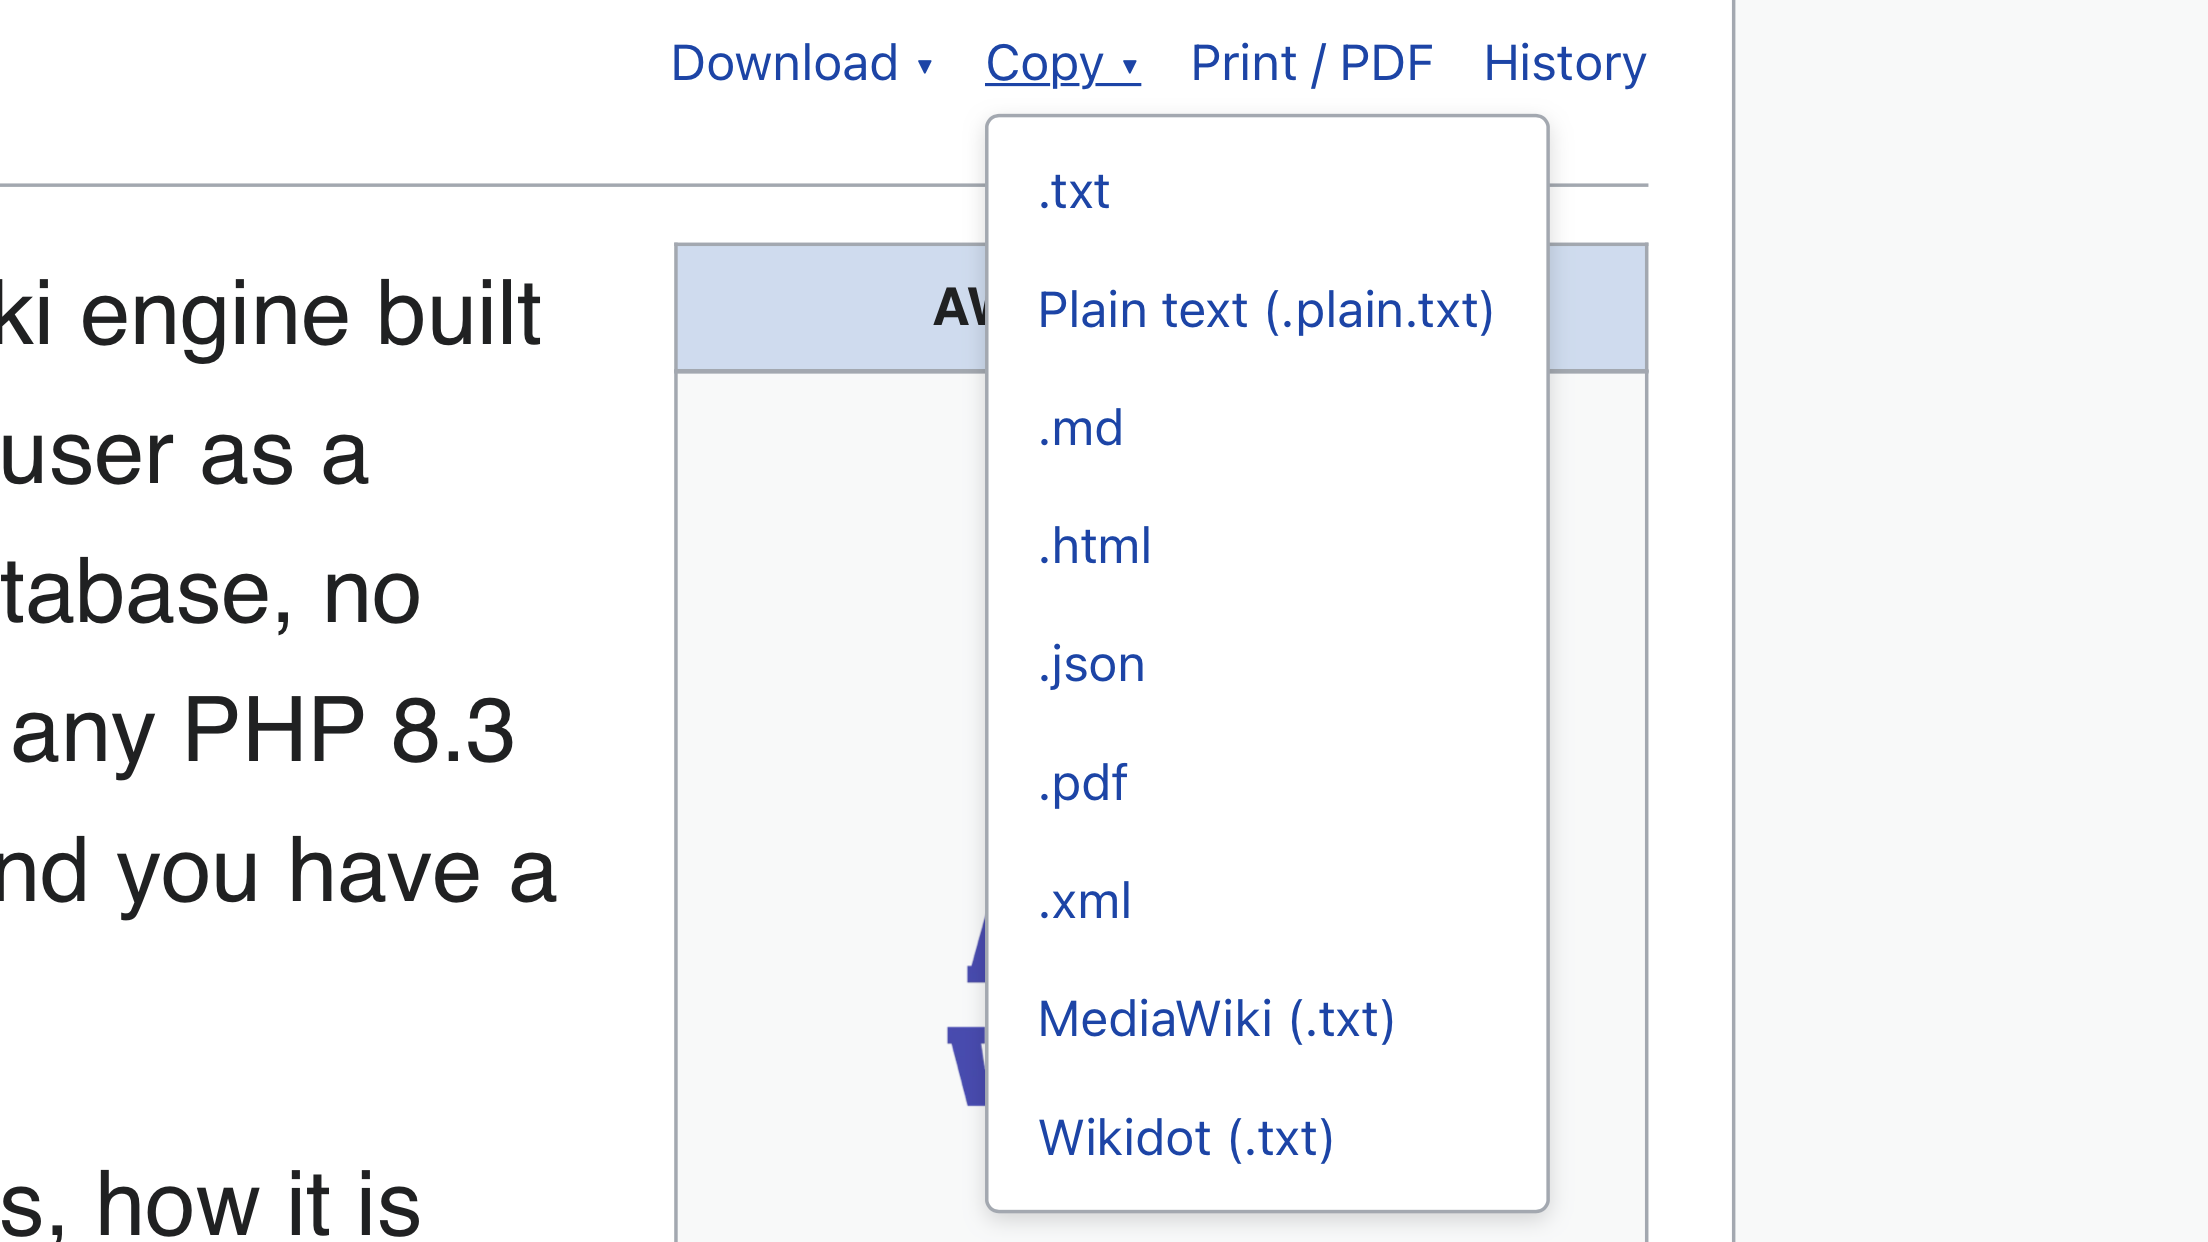 Download ▾ Copy ▾ Print / PDF History
.txt
Plain text (.plain.txt)
.md
.html
.json
.pdf
.xml
MediaWiki (.txt)
Wikidot (.txt)
ki engine built
user as a
tabase, no
any PHP 8.3
nd you have a
s, how it is